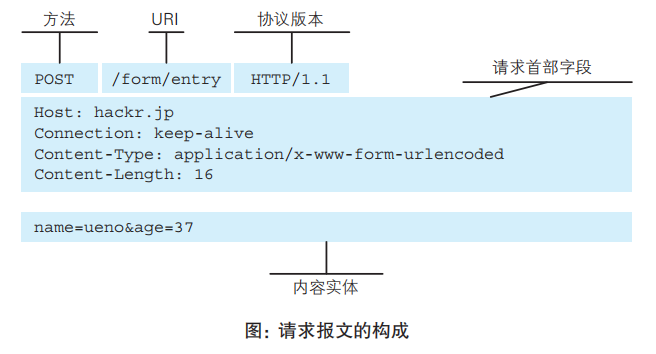 方法 URI 协议版本
请求首部字段
POST /form/entry HTTP/1.1
Host: hackr.jp
Connection: keep-alive
Content-Type: application/x-www-form-urlencoded
Content-Length: 16
name=ueno&age=37
内容实体
图: 请求报文的构成